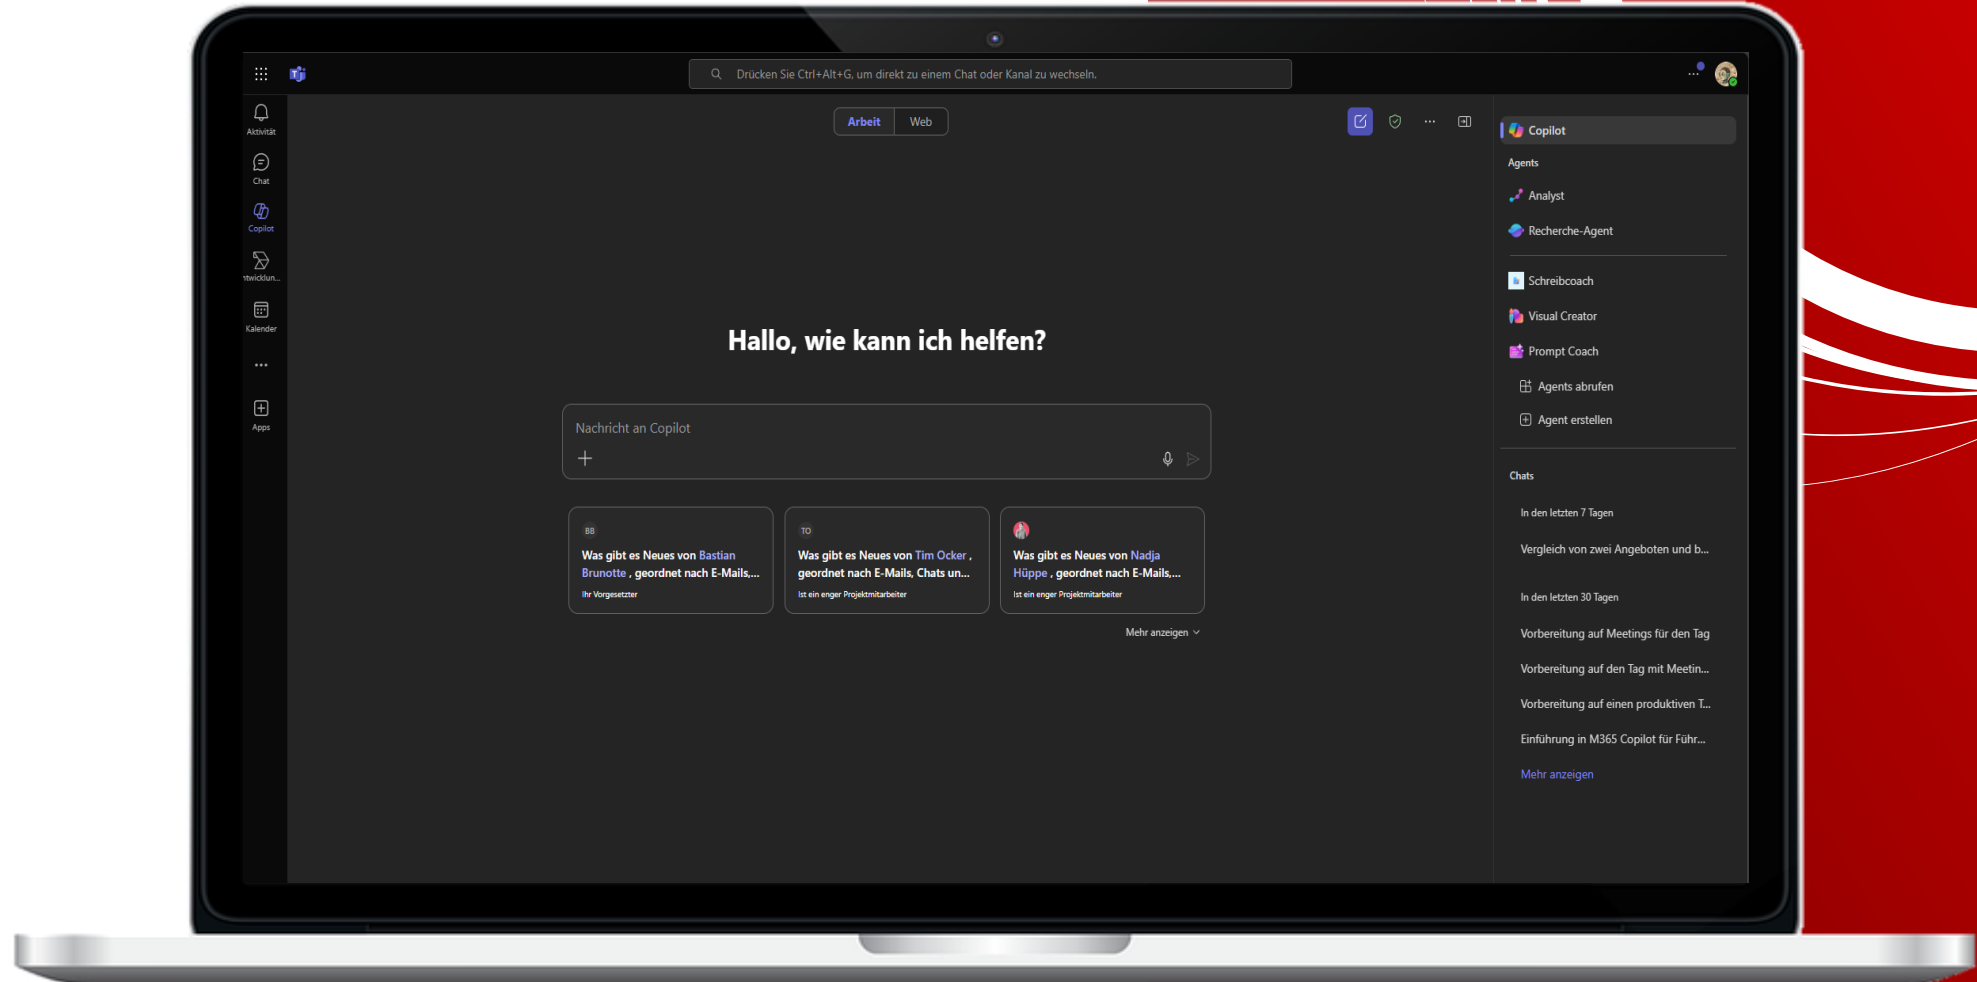 Drücken Sie Ctrl+Alt+G, um direkt zu einem Chat oder Kanal zu wechseln.
Aktivität
Chat
Copilot
ntwicklun...
Kalender
Apps
Arbeit
Web
Hallo, wie kann ich helfen?
Nachricht an Copilot
BB
Was gibt es Neues von Bastian
Brunotte , geordnet nach E-Mails,...
Ihr Vorgesetzter
TO
Was gibt es Neues von Tim Ocker ,
geordnet nach E-Mails, Chats un...
Ist ein enger Projektmitarbeiter
Was gibt es Neues von Nadja
Hüppe , geordnet nach E-Mails,...
Ist ein enger Projektmitarbeiter
Mehr anzeigen
Copilot
Agents
Analyst
Recherche-Agent
Schreibcoach
Visual Creator
Prompt Coach
Agents abrufen
Agent erstellen
Chats
In den letzten 7 Tagen
Vergleich von zwei Angeboten und b...
In den letzten 30 Tagen
Vorbereitung auf Meetings für den Tag
Vorbereitung auf den Tag mit Meetin...
Vorbereitung auf einen produktiven T...
Einführung in M365 Copilot für Führ...
Mehr anzeigen